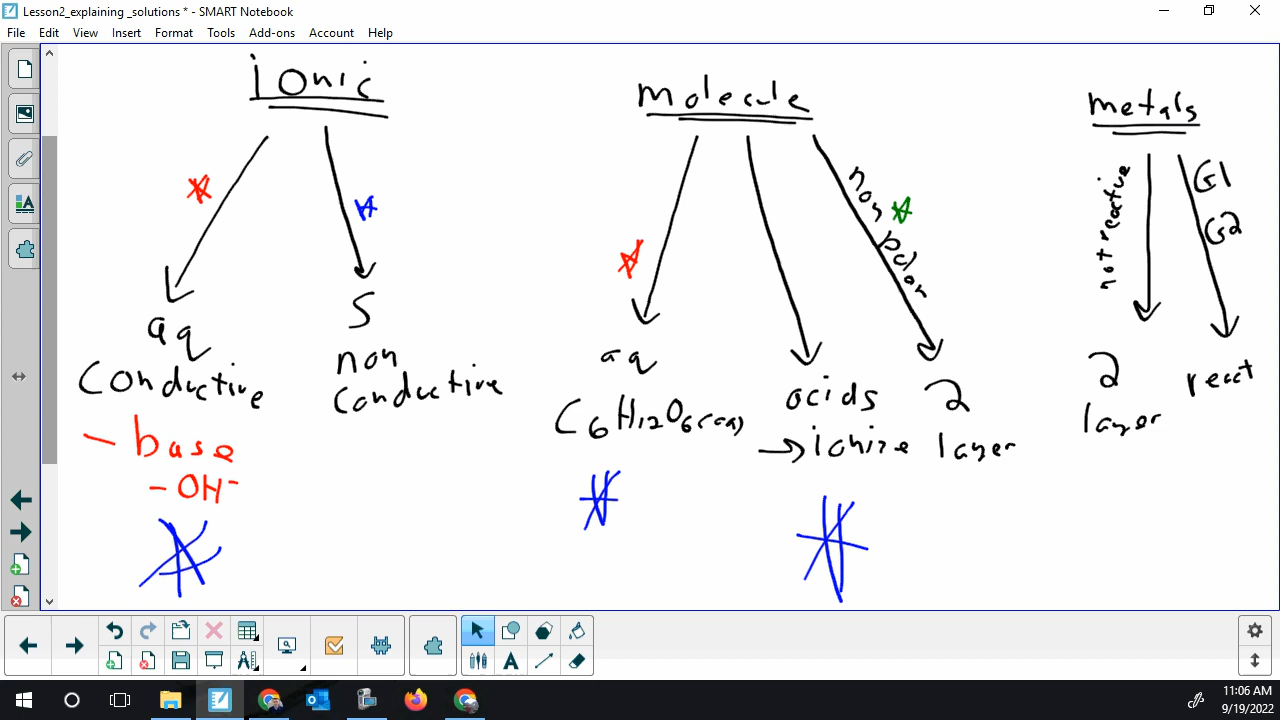 Lesson2_explaining _solutions * - SMART Notebook
File Edit View Insert Format Tools Add-ons Account Help
ionic
aq
conductive
- base
- OH⁻
S
non
conductive
molecule
aq
C6H12O6(aq)
acids
→ ionize
non polar
2
layer
metals
not reactive
2
layer
G1
G2
react
11:06 AM
9/19/2022